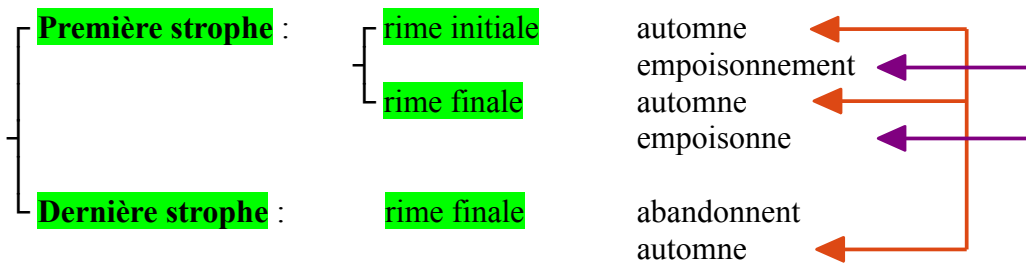 Première strophe : rime initiale automne
empoisonnement
rime finale automne
empoisonne
Dernière strophe : rime finale abandonnent
automne